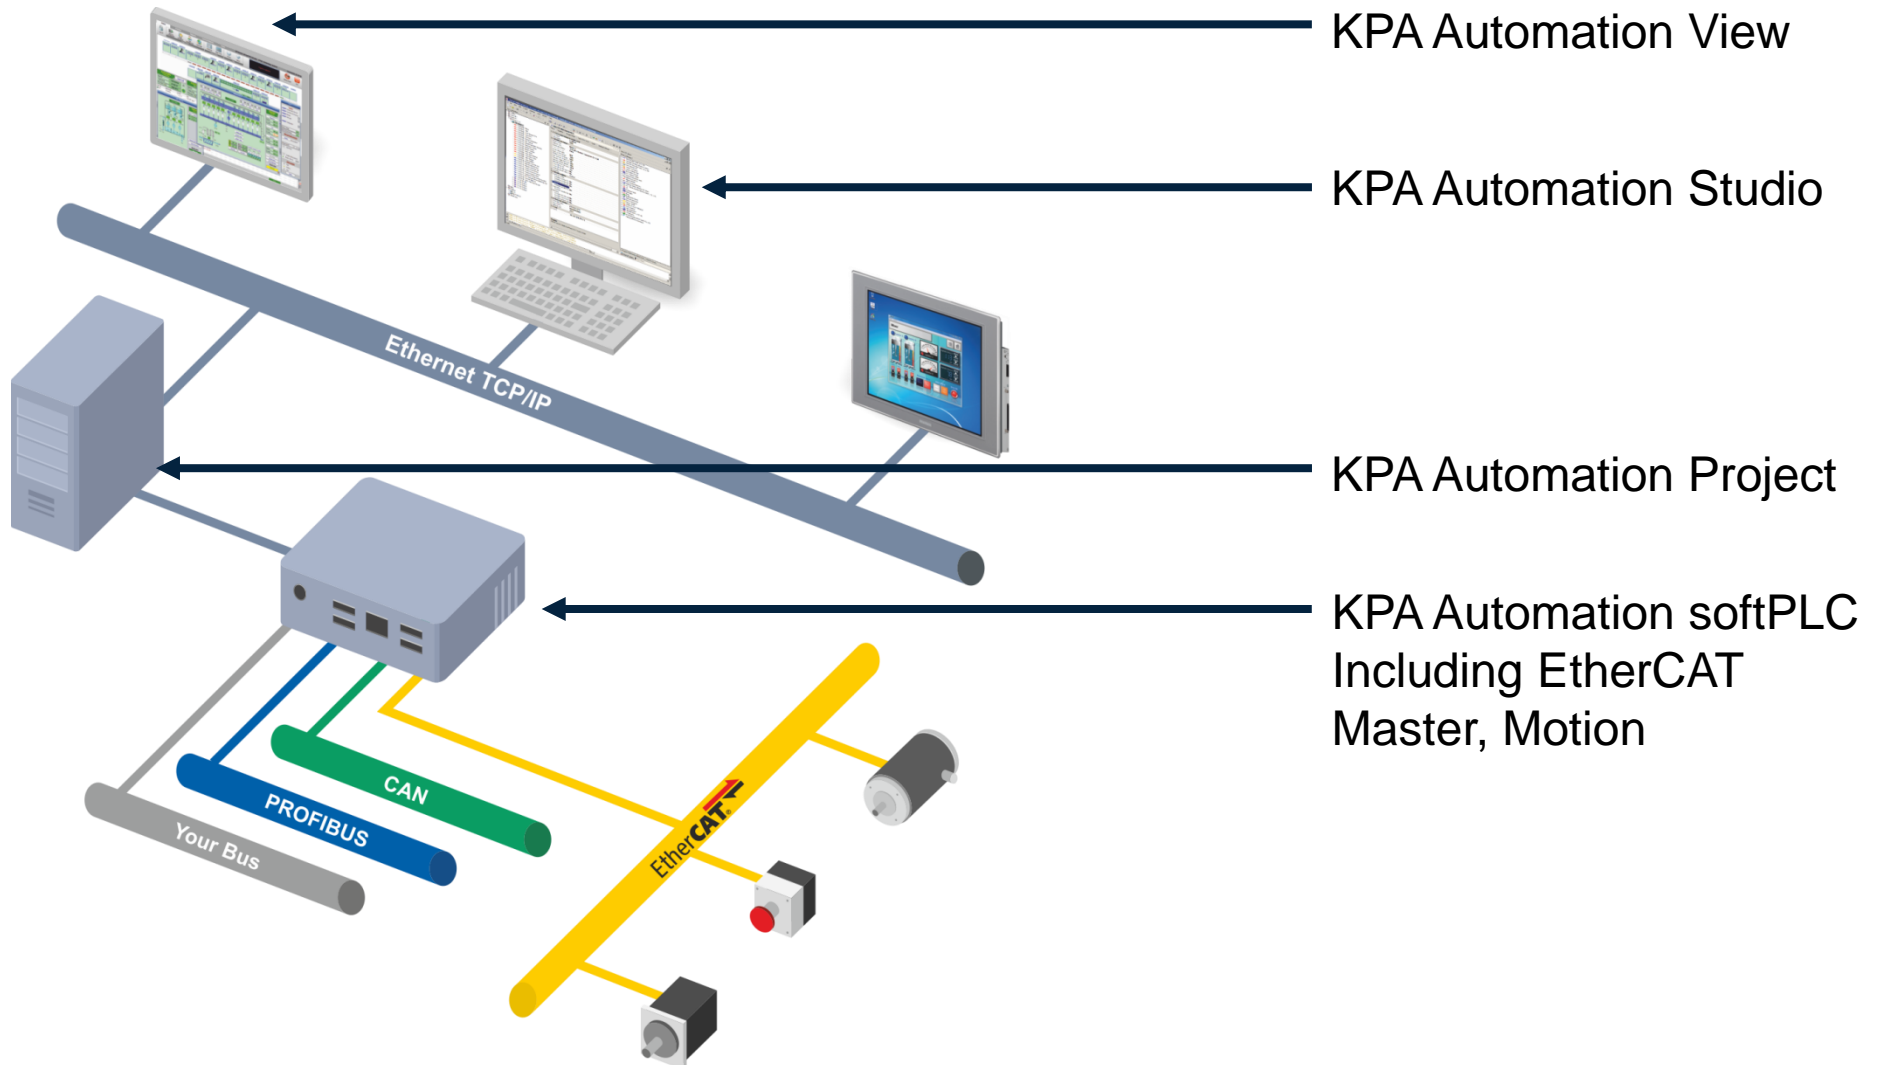 KPA Automation View
KPA Automation Studio
Ethernet TCP/IP
KPA Automation Project
KPA Automation softPLC
Including EtherCAT
Master, Motion
CAN
PROFIBUS
Your Bus
EtherCAT®